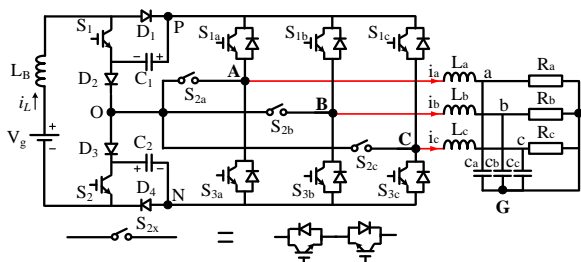 S1 D1 P S1a S1b S1c
LB D2 C1 − + A ia La a Ra
iL S2a
O B ib Lb b Rb
S2b
Vg + − D3 C2 + − C ic Lc c Rc
S2c
S2 D4 N S3a S3b S3c ca cb cc
G
S2x =